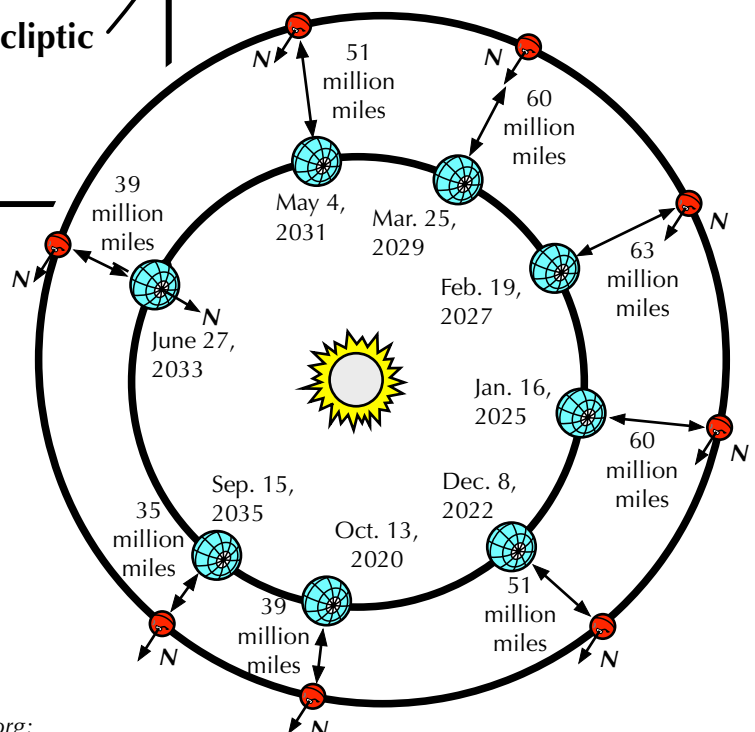 cliptic
N
51
million
miles
N
60
million
miles
39
million
miles
May 4,
2031
Mar. 25,
2029
N
63
million
miles
Feb. 19,
2027
N
N
June 27,
2033
Jan. 16,
2025
60
million
miles
N
Sep. 15,
2035
Dec. 8,
2022
35
million
miles
Oct. 13,
2020
51
million
miles
39
million
miles
N
N
N
org: